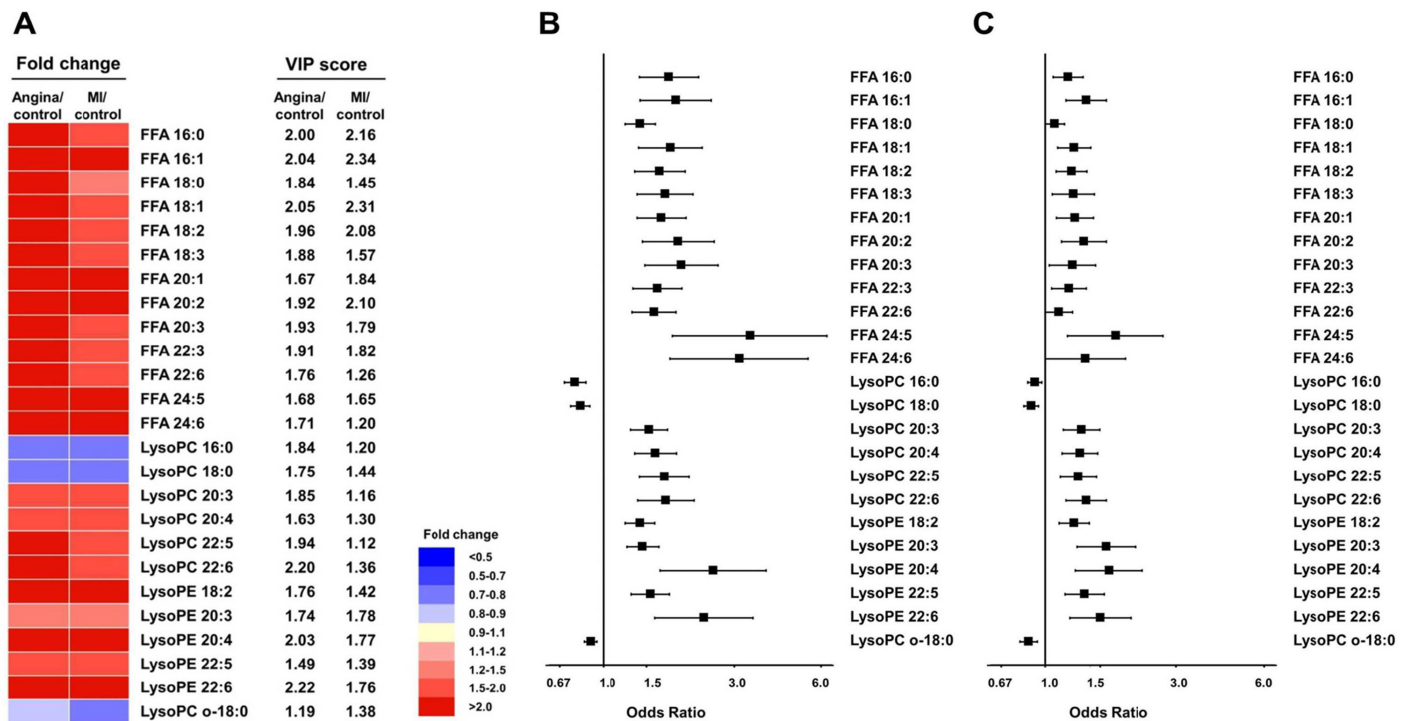 A
Fold change VIP score
Angina/ MI/ Angina/ MI/
control control control control
FFA 16:0 2.00 2.16
FFA 16:1 2.04 2.34
FFA 18:0 1.84 1.45
FFA 18:1 2.05 2.31
FFA 18:2 1.96 2.08
FFA 18:3 1.88 1.57
FFA 20:1 1.67 1.84
FFA 20:2 1.92 2.10
FFA 20:3 1.93 1.79
FFA 22:3 1.91 1.82
FFA 22:6 1.76 1.26
FFA 24:5 1.68 1.65
FFA 24:6 1.71 1.20
LysoPC 16:0 1.84 1.20
LysoPC 18:0 1.75 1.44
LysoPC 20:3 1.85 1.16
LysoPC 20:4 1.63 1.30
LysoPC 22:5 1.94 1.12
LysoPC 22:6 2.20 1.36
LysoPE 18:2 1.76 1.42
LysoPE 20:3 1.74 1.78
LysoPE 20:4 2.03 1.77
LysoPE 22:5 1.49 1.39
LysoPE 22:6 2.22 1.76
LysoPC o-18:0 1.19 1.38
Fold change
<0.5
0.5-0.7
0.7-0.8
0.8-0.9
0.9-1.1
1.1-1.2
1.2-1.5
1.5-2.0
>2.0
B
FFA 16:0
FFA 16:1
FFA 18:0
FFA 18:1
FFA 18:2
FFA 18:3
FFA 20:1
FFA 20:2
FFA 20:3
FFA 22:3
FFA 22:6
FFA 24:5
FFA 24:6
LysoPC 16:0
LysoPC 18:0
LysoPC 20:3
LysoPC 20:4
LysoPC 22:5
LysoPC 22:6
LysoPE 18:2
LysoPE 20:3
LysoPE 20:4
LysoPE 22:5
LysoPE 22:6
LysoPC o-18:0
0.67 1.0 1.5 3.0 6.0
Odds Ratio
C
FFA 16:0
FFA 16:1
FFA 18:0
FFA 18:1
FFA 18:2
FFA 18:3
FFA 20:1
FFA 20:2
FFA 20:3
FFA 22:3
FFA 22:6
FFA 24:5
FFA 24:6
LysoPC 16:0
LysoPC 18:0
LysoPC 20:3
LysoPC 20:4
LysoPC 22:5
LysoPC 22:6
LysoPE 18:2
LysoPE 20:3
LysoPE 20:4
LysoPE 22:5
LysoPE 22:6
LysoPC o-18:0
0.67 1.0 1.5 3.0 6.0
Odds Ratio